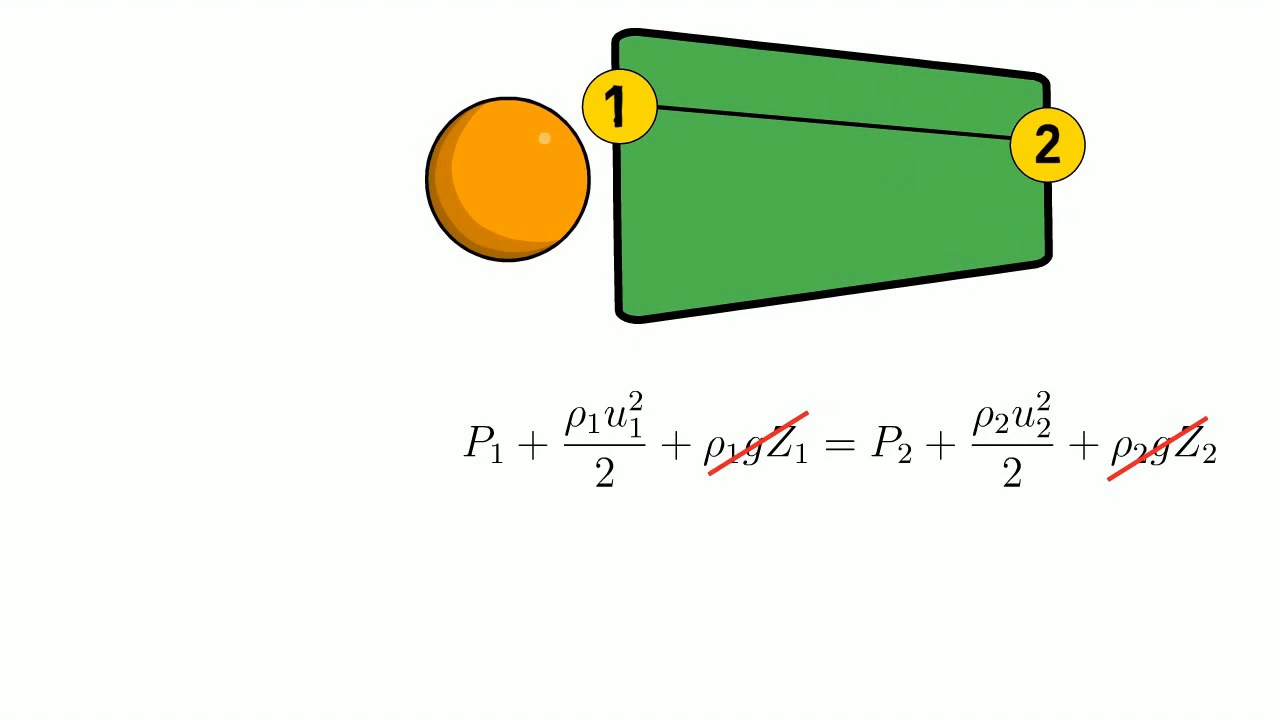 1
2
P₁ + ρ₁u₁²/2 + ρ₁gZ₁ = P₂ + ρ₂u₂²/2 + ρ₂gZ₂